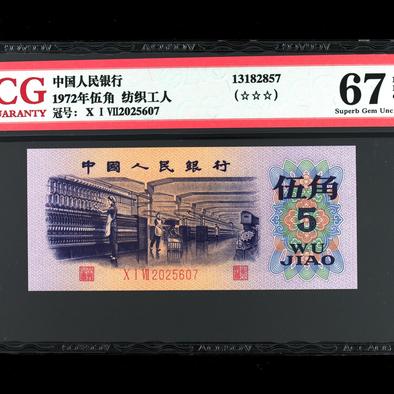 CG
GUARANTY
中国人民银行
1972年伍角 纺织工人
冠号: X I VII2025607
13182857
(☆☆☆)
67
Superb Gem Unc
中國人民銀行
伍角
5
WU
JIAO
X I VII 2025607